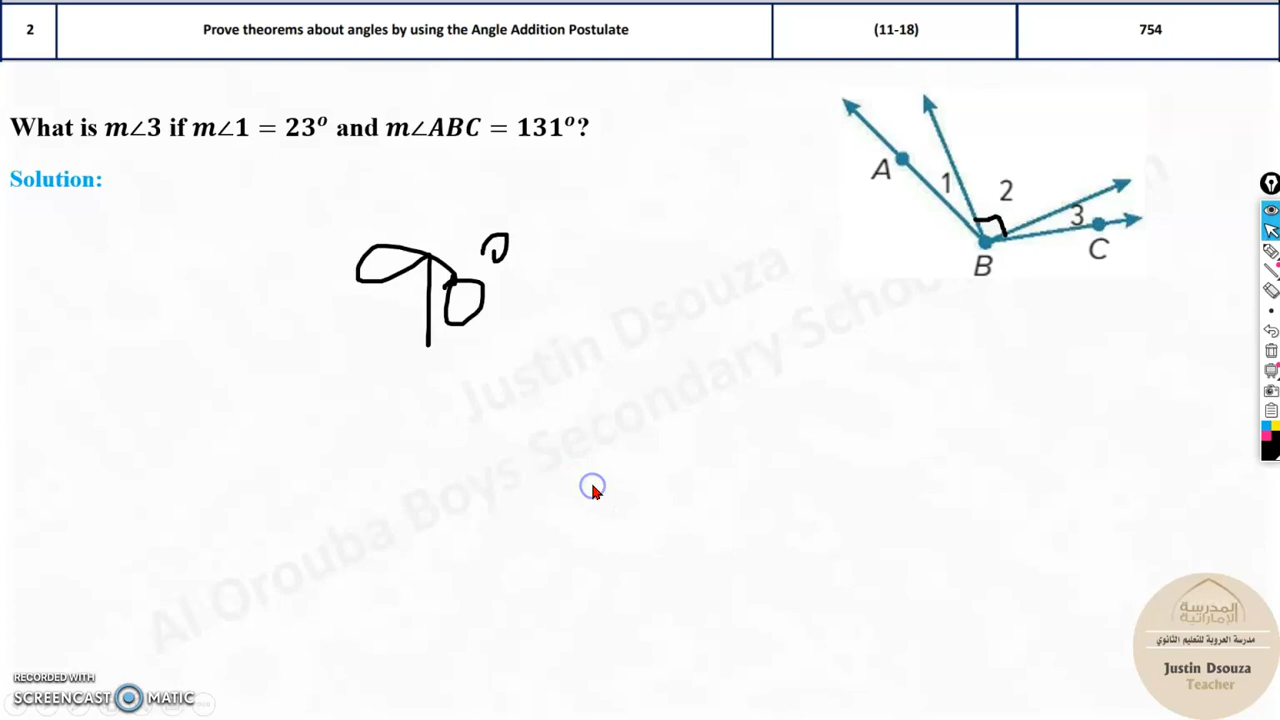 2 Prove theorems about angles by using the Angle Addition Postulate (11-18) 754
What is m∠3 if m∠1 = 23° and m∠ABC = 131°?
Solution:
90°
A
1
2
3
B
C
Justin Dsouza
Al Orouba Boys Secondary School
المدرسة
الإماراتية
مدرسة العروبة للتعليم الثانوي
Justin Dsouza
Teacher
RECORDED WITH
SCREENCAST MATIC